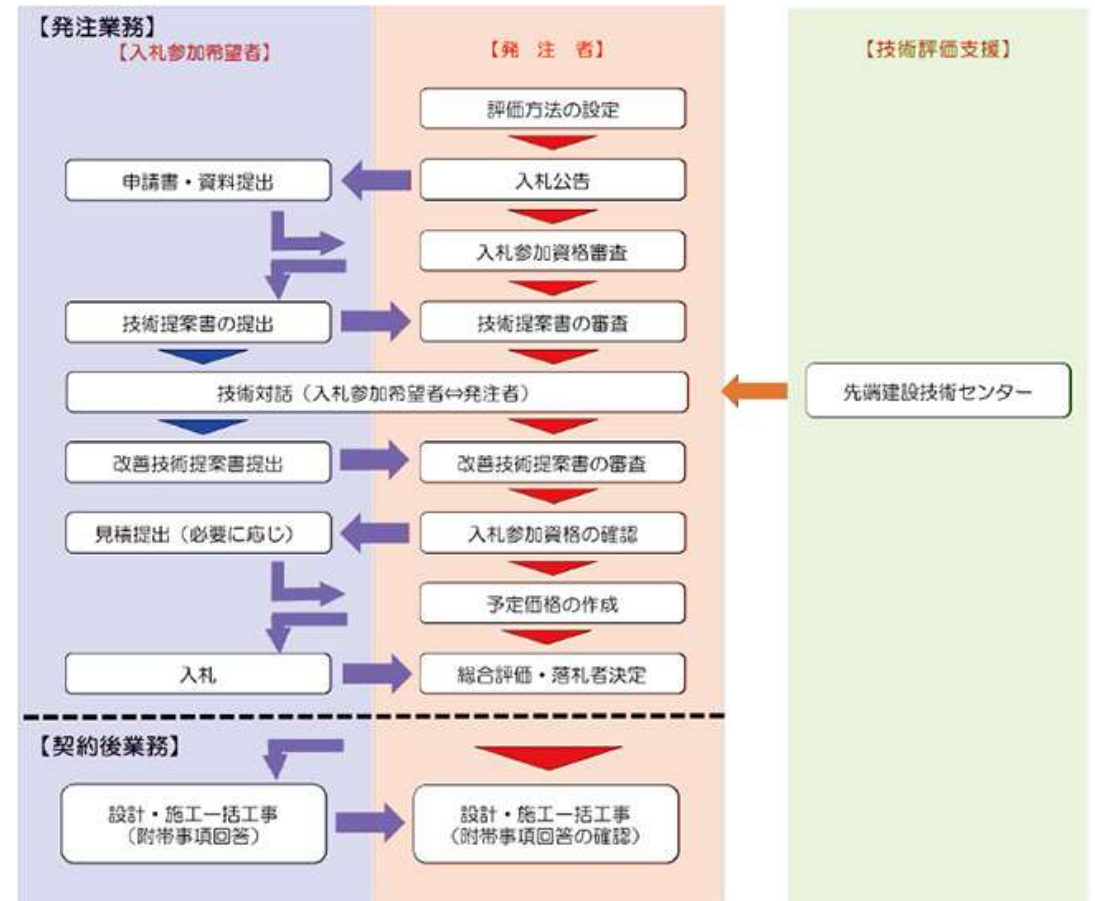 【発注業務】
【入札参加希望者】
【発 注 者】
【技術評価支援】
評価方法の設定
申請書・資料提出
入札公告
入札参加資格審査
技術提案書の提出
技術提案書の審査
技術対話（入札参加希望者⇔発注者）
先端建設技術センター
改善技術提案書提出
改善技術提案書の審査
見積提出（必要に応じ）
入札参加資格の確認
予定価格の作成
入札
総合評価・落札者決定
【契約後業務】
設計・施工一括工事
（附帯事項回答）
設計・施工一括工事
（附帯事項回答の確認）